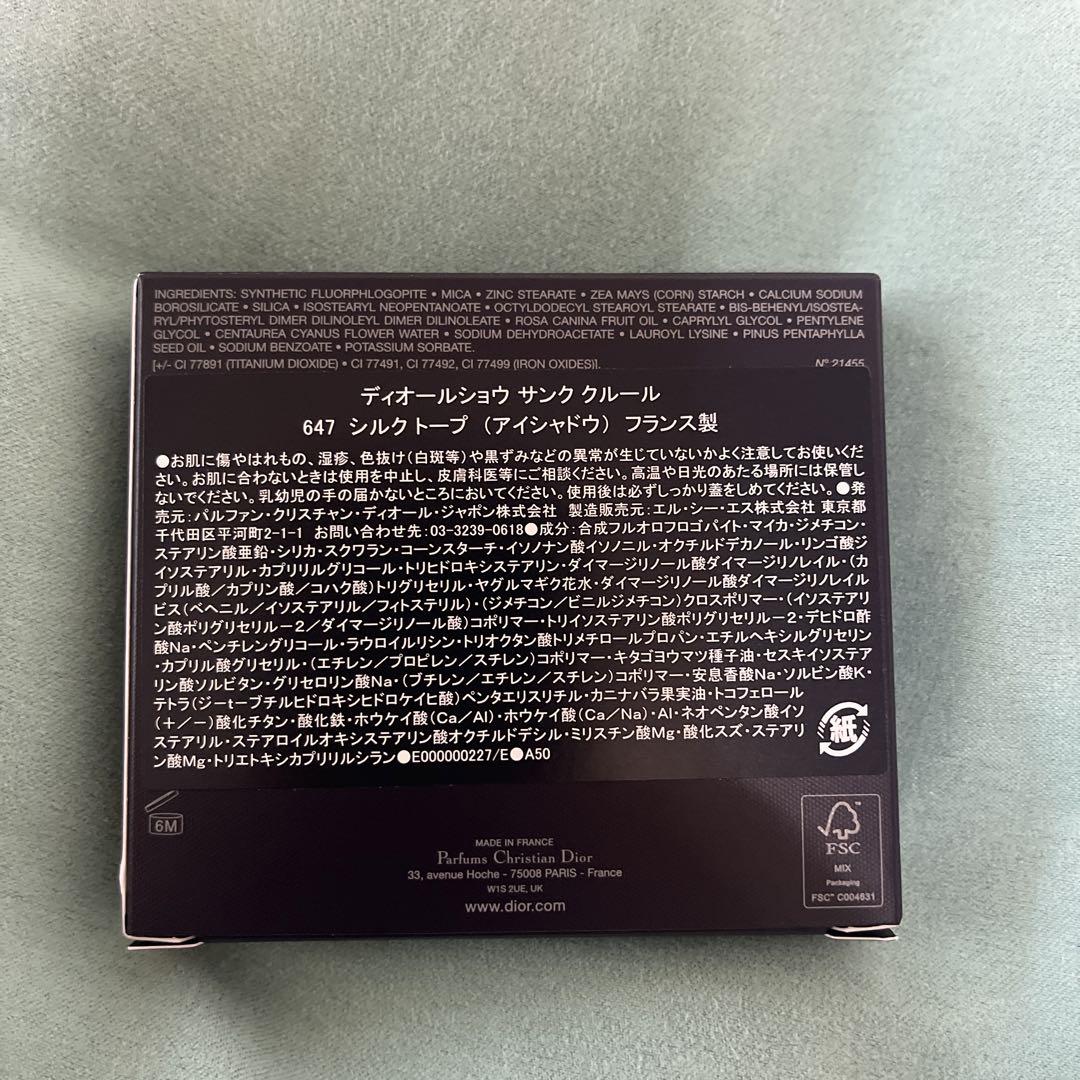 INGREDIENTS: SYNTHETIC FLUORPHLOGOPITE • MICA • ZINC STEARATE • ZEA MAYS (CORN) STARCH • CALCIUM SODIUM
BOROSILICATE • SILICA • ISOSTEARYL NEOPENTANOATE • OCTYLDODECYL STEAROYL STEARATE • BIS-BEHENYL/ISOSTEA-
RYL/PHYTOSTERYL DIMER DILINOLEYL DIMER DILINOLEATE • ROSA CANINA FRUIT OIL • CAPRYLYL GLYCOL • PENTYLENE
GLYCOL • CENTAUREA CYANUS FLOWER WATER • SODIUM DEHYDROACETATE • LAUROYL LYSINE • PINUS PENTAPHYLLA
SEED OIL • SODIUM BENZOATE • POTASSIUM SORBATE.
[+/- CI 77891 (TITANIUM DIOXIDE) • CI 77491, CI 77492, CI 77499 (IRON OXIDES)]. N° 21455
ディオールショウ サンク クルール
647 シルク トープ (アイシャドウ) フランス製
●お肌に傷やはれもの、湿疹、色抜け(白斑等)や黒ずみなどの異常が生じていないかよく注意してお使いくだ
さい。お肌に合わないときは使用を中止し、皮膚科医等にご相談ください。高温や日光のあたる場所には保管し
ないでください。乳幼児の手の届かないところにおいてください。使用後は必ずしっかり蓋をしめてください。●発
売元:パルファン・クリスチャン・ディオール・ジャポン株式会社 製造販売元:エル・シー・エス株式会社 東京都
千代田区平河町2-1-1 お問い合わせ先:03-3239-0618●成分:合成フルオロフロゴパイト・マイカ・ジメチコン・
ステアリン酸亜鉛・シリカ・スクワラン・コーンスターチ・イソノナン酸イソノニル・オクチルドデカノール・リンゴ酸ジ
イソステアリル・カプリリルグリコール・トリヒドロキシステアリン・ダイマージリノール酸ダイマージリノレイル・(カ
プリル酸/カプリン酸/コハク酸)トリグリセリル・ヤグルマギク花水・ダイマージリノール酸ダイマージリノレイル
ビス(ベヘニル/イソステアリル/フィトステリル)・(ジメチコン/ビニルジメチコン)クロスポリマー・(イソステアリ
ン酸ポリグリセリル-2/ダイマージリノール酸)コポリマー・トリイソステアリン酸ポリグリセリル-2・デヒドロ酢
酸Na・ペンチレングリコール・ラウロイルリシン・トリオクタン酸トリメチロールプロパン・エチルヘキシルグリセリン
・カプリル酸グリセリル・(エチレン/プロピレン/スチレン)コポリマー・キタゴヨウマツ種子油・セスキイソステア
リン酸ソルビタン・グリセロリン酸Na・(ブチレン/エチレン/スチレン)コポリマー・安息香酸Na・ソルビン酸K・
テトラ(ジーtーブチルヒドロキシヒドロケイヒ酸)ペンタエリスリチル・カニナバラ果実油・トコフェロール
(+/-)酸化チタン・酸化鉄・ホウケイ酸(Ca/Al)・ホウケイ酸(Ca/Na)・Al・ネオペンタン酸イソ
ステアリル・ステアロイルオキシステアリン酸オクチルドデシル・ミリスチン酸Mg・酸化スズ・ステアリ
ン酸Mg・トリエトキシカプリリルシラン●E000000227/E●A50
紙
6M
MADE IN FRANCE
Parfums Christian Dior
33, avenue Hoche - 75008 PARIS - France
W1S 2UE, UK
www.dior.com
FSC
MIX
Packaging
FSC™ C004631